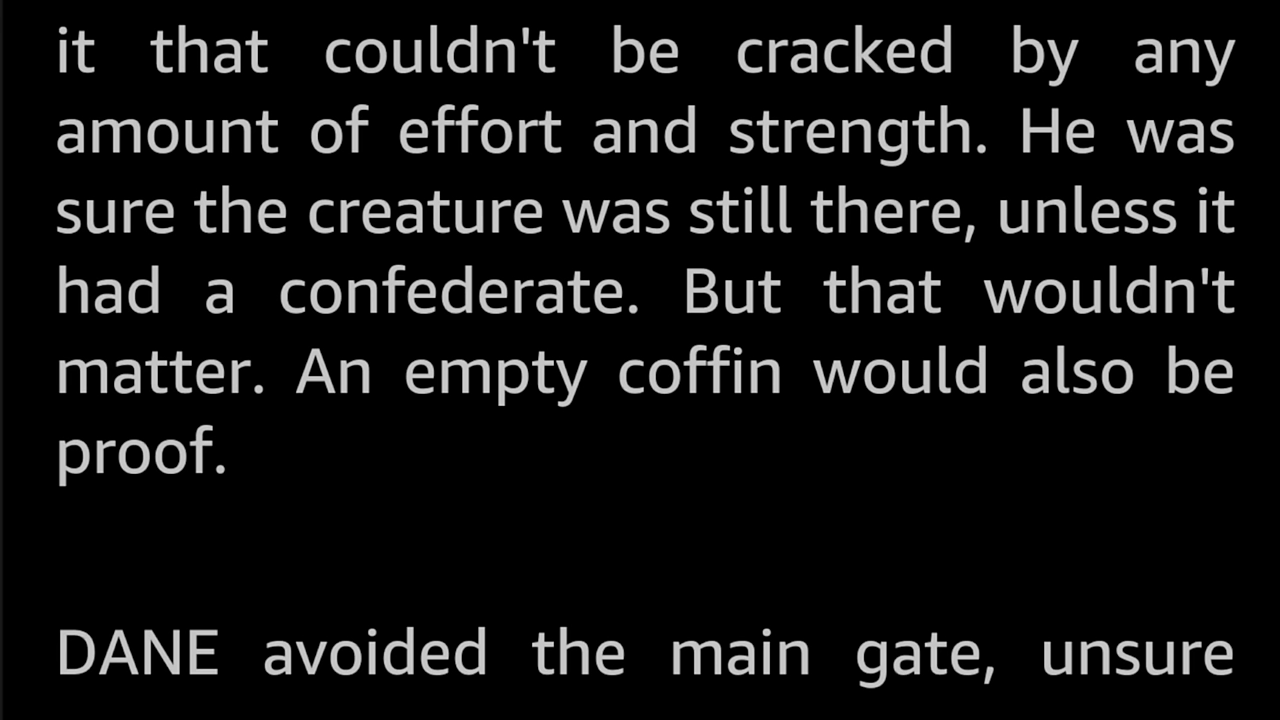 it that couldn't be cracked by any
amount of effort and strength. He was
sure the creature was still there, unless it
had a confederate. But that wouldn't
matter. An empty coffin would also be
proof.
DANE avoided the main gate, unsure